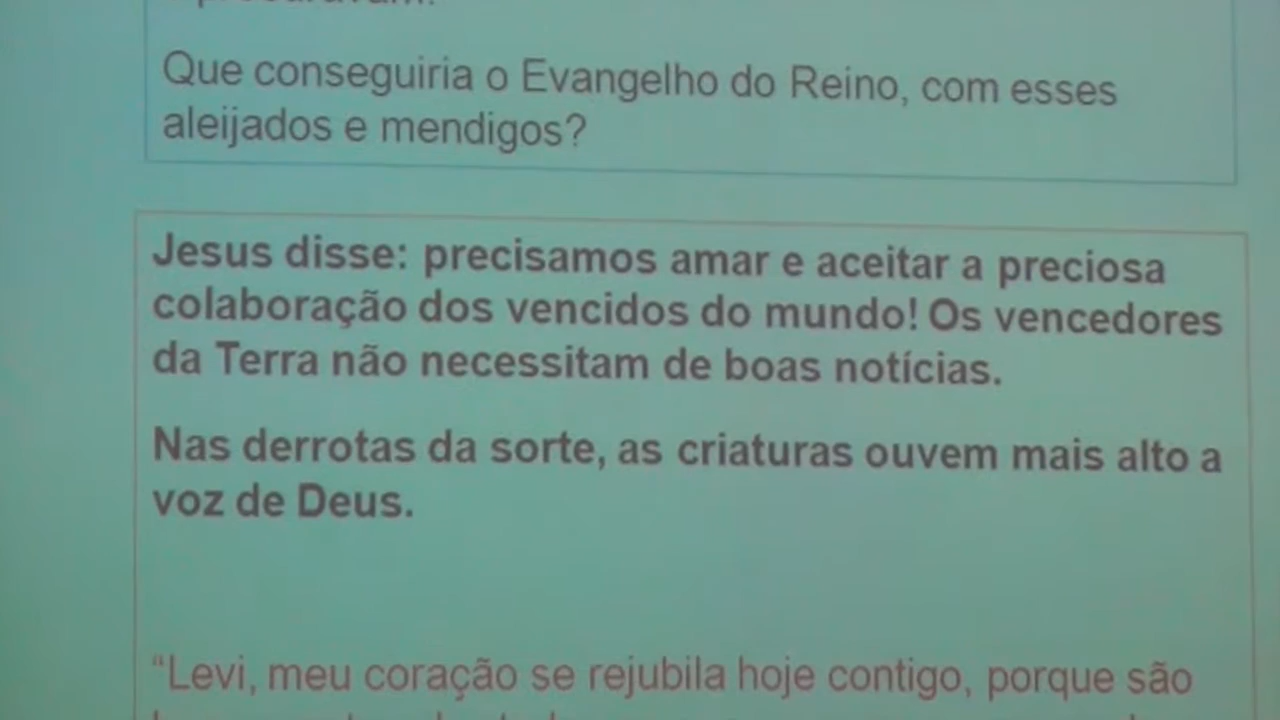 Que conseguiria o Evangelho do Reino, com esses
aleijados e mendigos?
Jesus disse: precisamos amar e aceitar a preciosa
colaboração dos vencidos do mundo! Os vencedores
da Terra não necessitam de boas notícias.
Nas derrotas da sorte, as criaturas ouvem mais alto a
voz de Deus.
“Levi, meu coração se rejubila hoje contigo, porque são